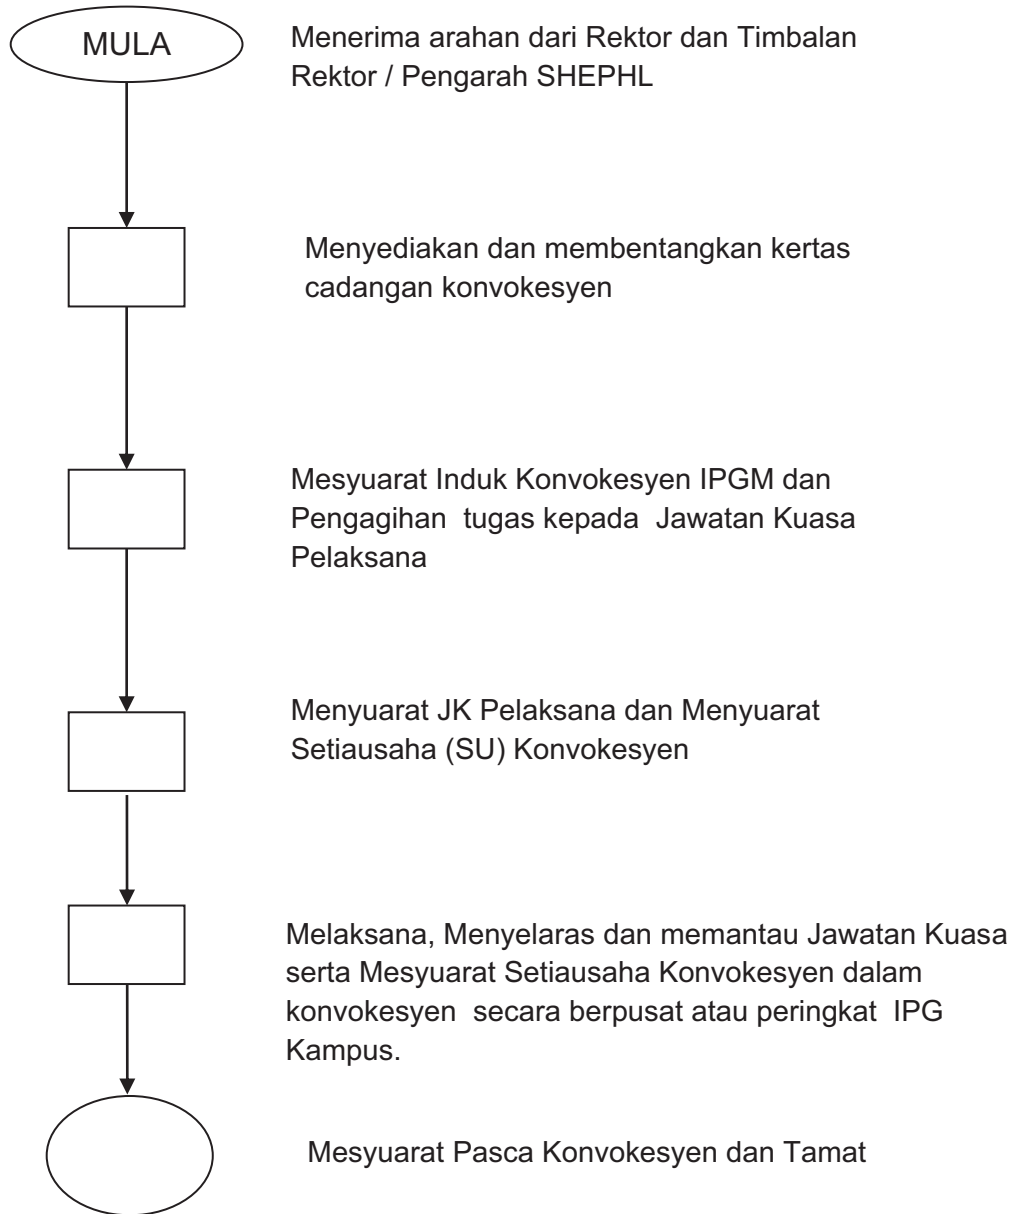 MULA
Menerima arahan dari Rektor dan Timbalan
Rektor / Pengarah SHEPHL
Menyediakan dan membentangkan kertas
cadangan konvokesyen
Mesyuarat Induk Konvokesyen IPGM dan
Pengagihan tugas kepada Jawatan Kuasa
Pelaksana
Menyuarat JK Pelaksana dan Menyuarat
Setiausaha (SU) Konvokesyen
Melaksana, Menyelaras dan memantau Jawatan Kuasa
serta Mesyuarat Setiausaha Konvokesyen dalam
konvokesyen secara berpusat atau peringkat IPG
Kampus.
Mesyuarat Pasca Konvokesyen dan Tamat